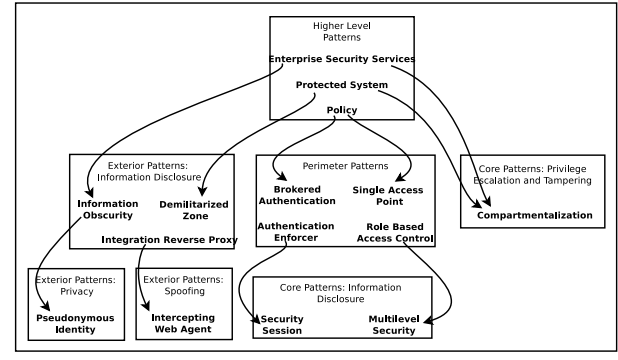 Higher Level
Patterns
Enterprise Security Services
Protected System
Policy
Exterior Patterns:
Information Disclosure
Information
Obscurity
Demilitarized
Zone
Integration Reverse Proxy
Perimeter Patterns
Brokered
Authentication
Single Access
Point
Authentication
Enforcer
Role Based
Access Control
Core Patterns: Privilege
Escalation and Tampering
Compartmentalization
Exterior Patterns:
Privacy
Pseudonymous
Identity
Exterior Patterns:
Spoofing
Intercepting
Web Agent
Core Patterns: Information
Disclosure
Security
Session
Multilevel
Security